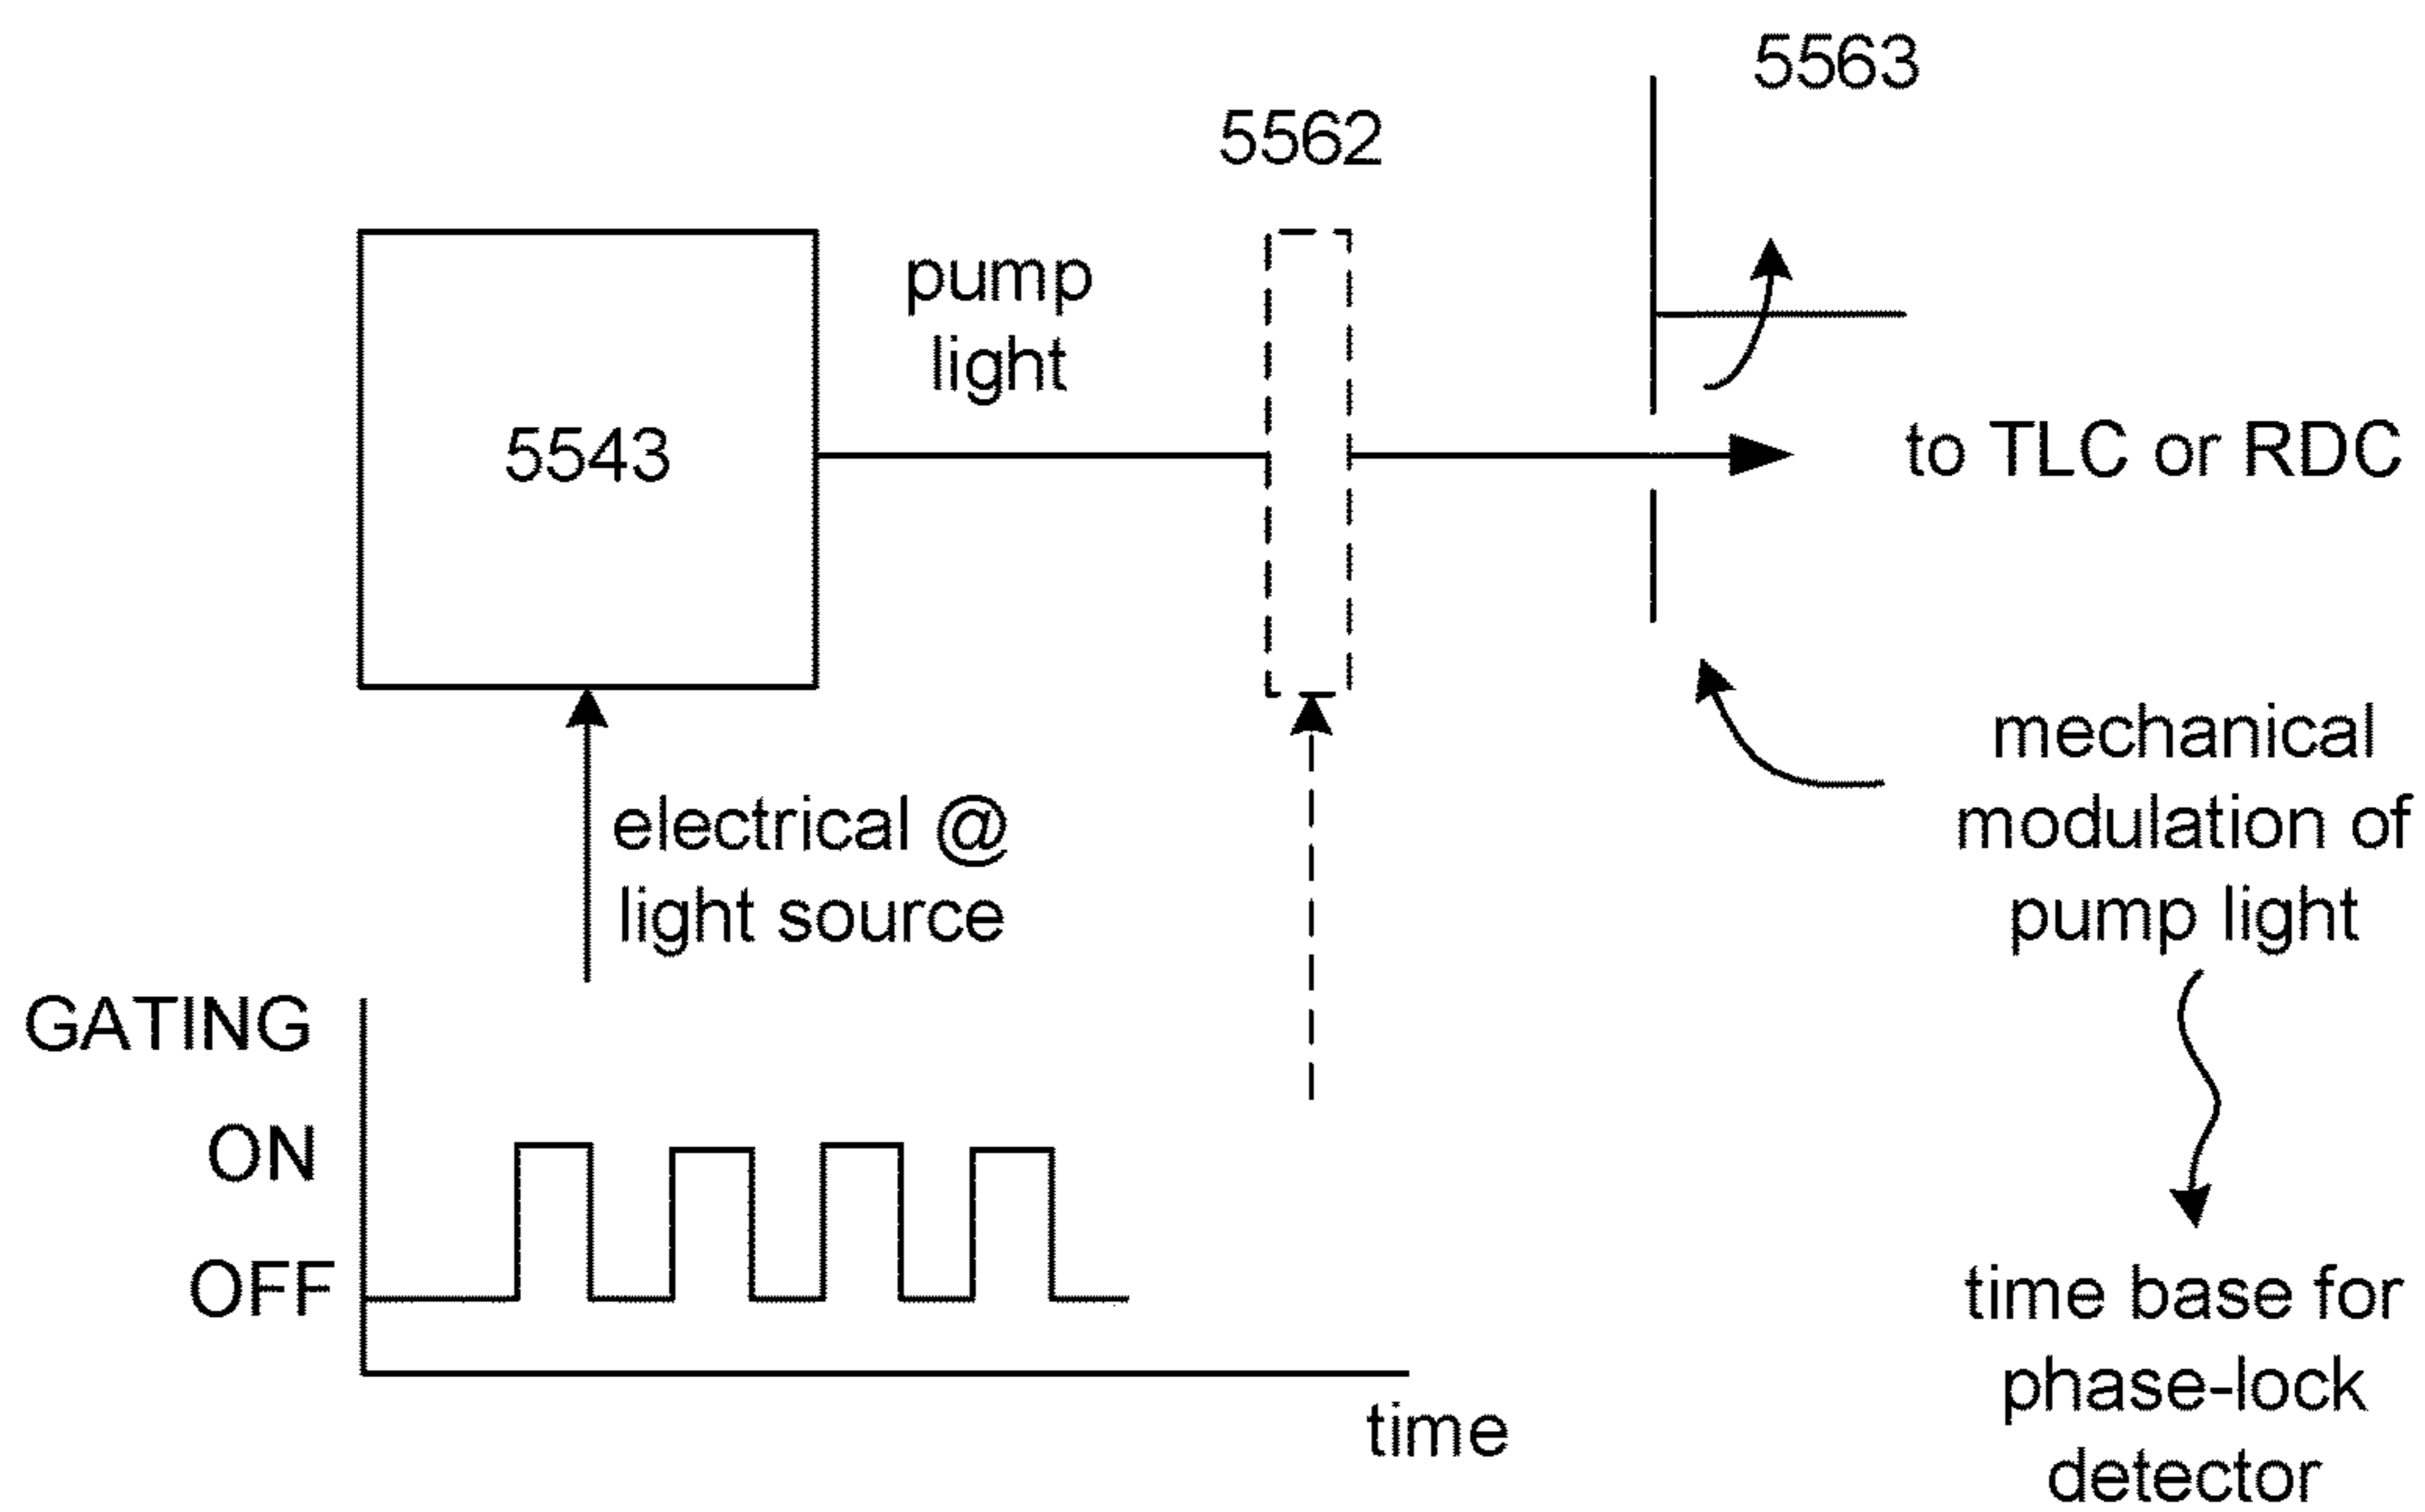 5563
5562
pump
light
5543
to TLC or RDC
mechanical
modulation of
pump light
electrical @
light source
GATING
ON
OFF
time
time base for
phase-lock
detector